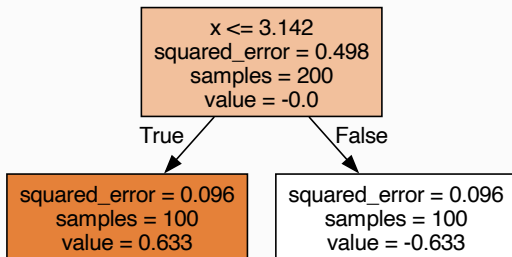 x <= 3.142
squared_error = 0.498
samples = 200
value = -0.0
True
False
squared_error = 0.096
samples = 100
value = 0.633
squared_error = 0.096
samples = 100
value = -0.633